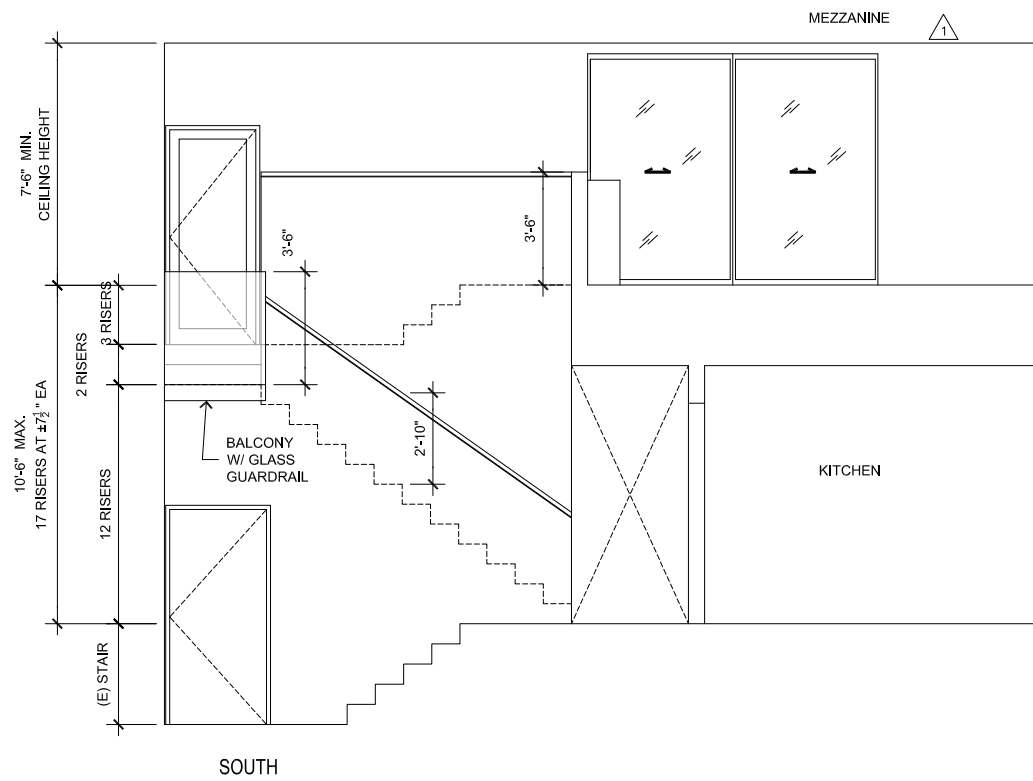 MEZZANINE
1
7'-6" MIN.
CEILING HEIGHT
3'-6"
3'-6"
3 RISERS
2 RISERS
10'-6" MAX.
17 RISERS AT ±7½" EA
12 RISERS
BALCONY
W/ GLASS
GUARDRAIL
2'-10"
KITCHEN
(E) STAIR
SOUTH